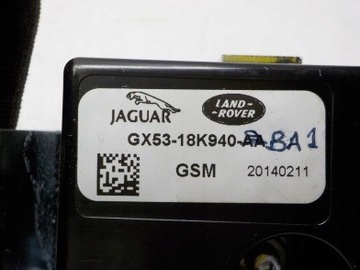 JAGUAR
LAND-
-ROVER
GX53-18K940-AA BA1
GSM
20140211